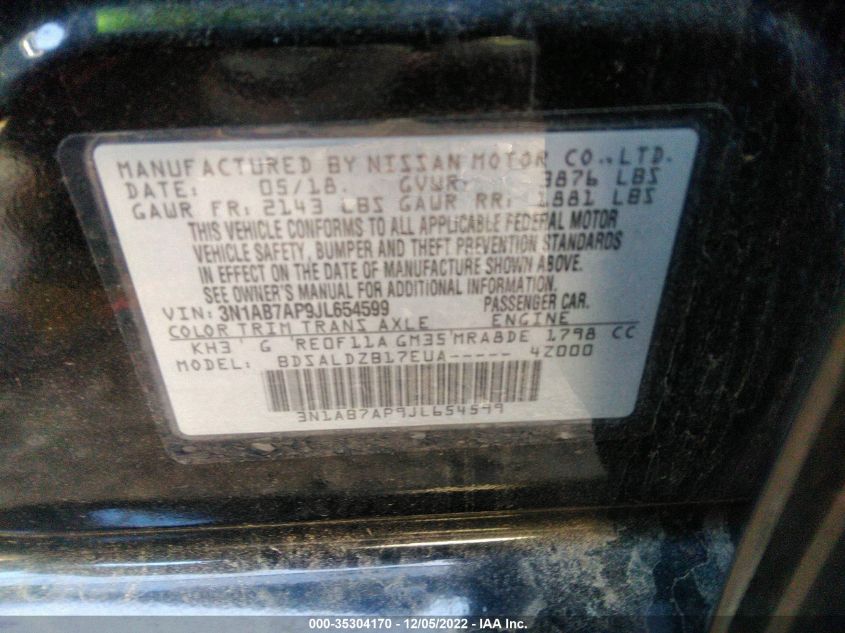 MANUFACTURED BY NISSAN MOTOR CO.,LTD.
DATE: 05/18. GVWR: 3876 LBS
GAWR FR: 2143 LBS GAWR RR: 1881 LBS
THIS VEHICLE CONFORMS TO ALL APPLICABLE FEDERAL MOTOR
VEHICLE SAFETY, BUMPER AND THEFT PREVENTION STANDARDS
IN EFFECT ON THE DATE OF MANUFACTURE SHOWN ABOVE.
SEE OWNER'S MANUAL FOR ADDITIONAL INFORMATION.
VIN: 3N1AB7AP9JL654599 PASSENGER CAR.
COLOR TRIM TRANS AXLE ENGINE
KH3' G 'RE0F11A GM35'MRA8DE 1798 CC
MODEL: BDSALDZB17EUA----- 4Z000
3N1AB7AP9JL654599
000-35304170 - 12/05/2022 - IAA Inc.